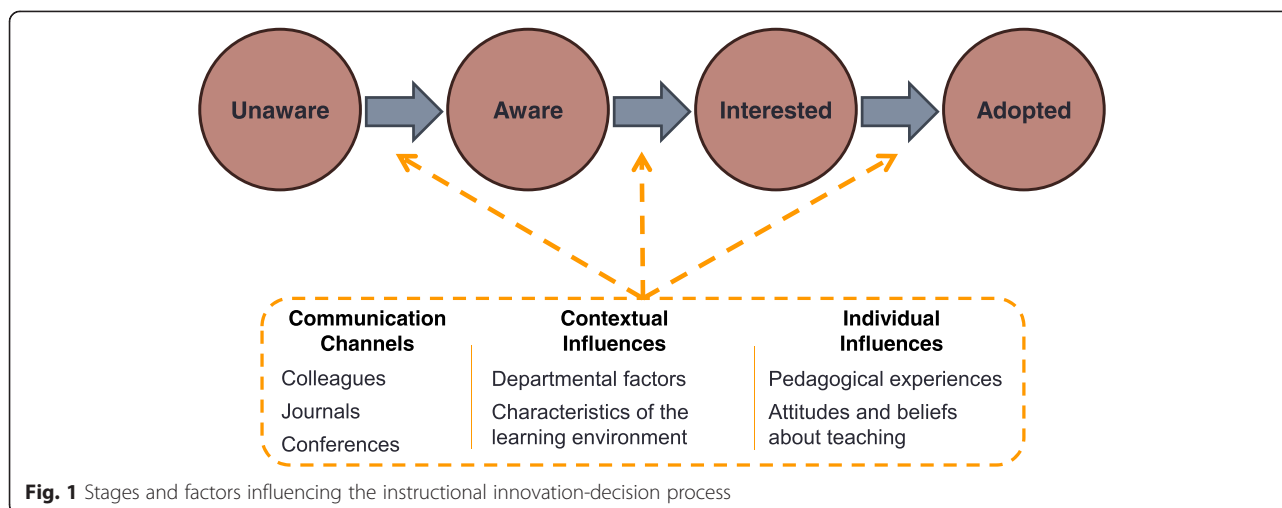 Unaware
Aware
Interested
Adopted
Communication
Channels
Colleagues
Journals
Conferences
Contextual
Influences
Departmental factors
Characteristics of the
learning environment
Individual
Influences
Pedagogical experiences
Attitudes and beliefs
about teaching
Fig. 1 Stages and factors influencing the instructional innovation-decision process